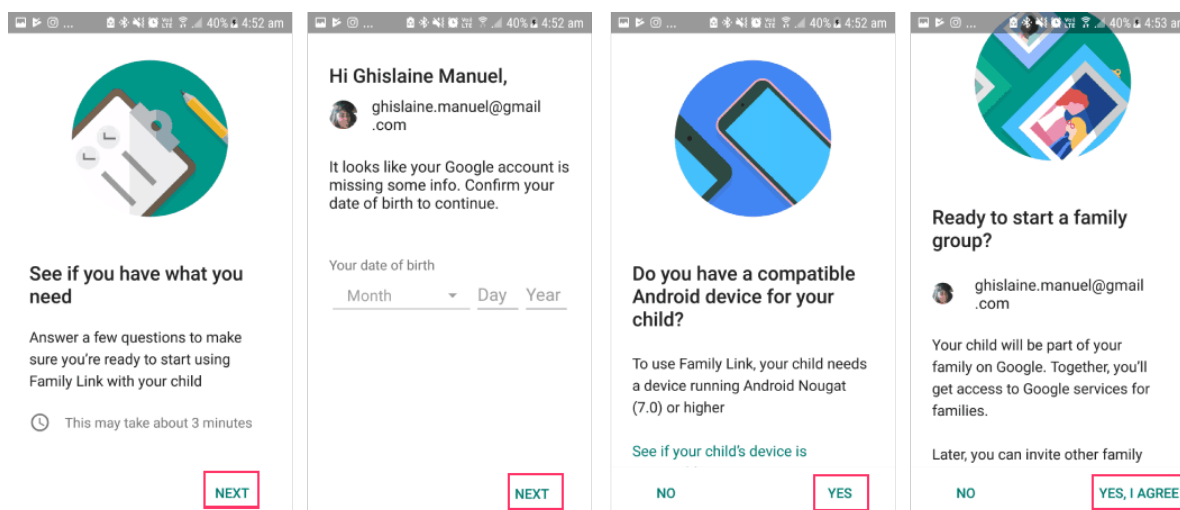 ... 40% 4:52 am
See if you have what you
need
Answer a few questions to make
sure you're ready to start using
Family Link with your child
This may take about 3 minutes
NEXT
... 40% 4:52 am
Hi Ghislaine Manuel,
ghislaine.manuel@gmail
.com
It looks like your Google account is
missing some info. Confirm your
date of birth to continue.
Your date of birth
Month Day Year
NEXT
... 40% 4:52 am
Do you have a compatible
Android device for your
child?
To use Family Link, your child needs
a device running Android Nougat
(7.0) or higher
See if your child's device is
NO YES
... 40% 4:53 am
Ready to start a family
group?
ghislaine.manuel@gmail
.com
Your child will be part of your
family on Google. Together, you'll
get access to Google services for
families.
Later, you can invite other family
NO YES, I AGREE